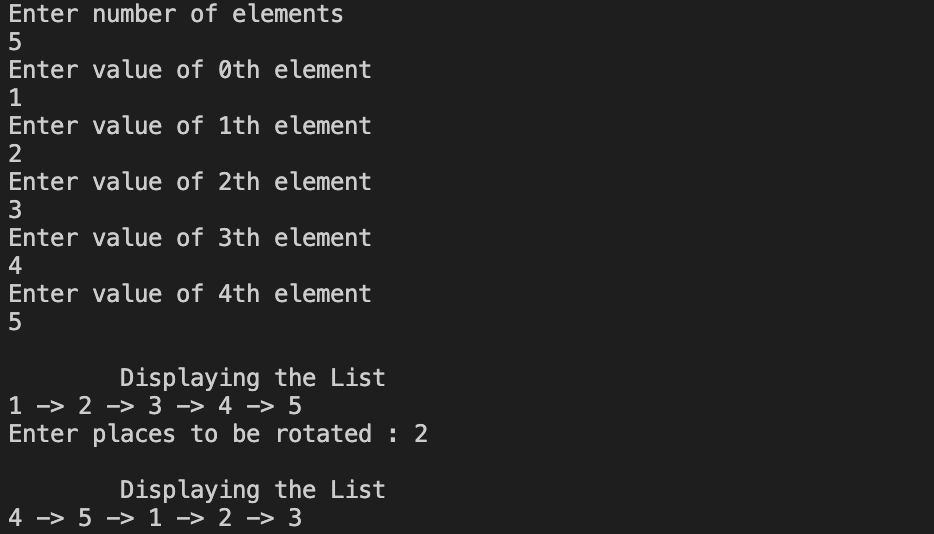 Enter number of elements
5
Enter value of 0th element
1
Enter value of 1th element
2
Enter value of 2th element
3
Enter value of 3th element
4
Enter value of 4th element
5
Displaying the List
1 -> 2 -> 3 -> 4 -> 5
Enter places to be rotated : 2
Displaying the List
4 -> 5 -> 1 -> 2 -> 3